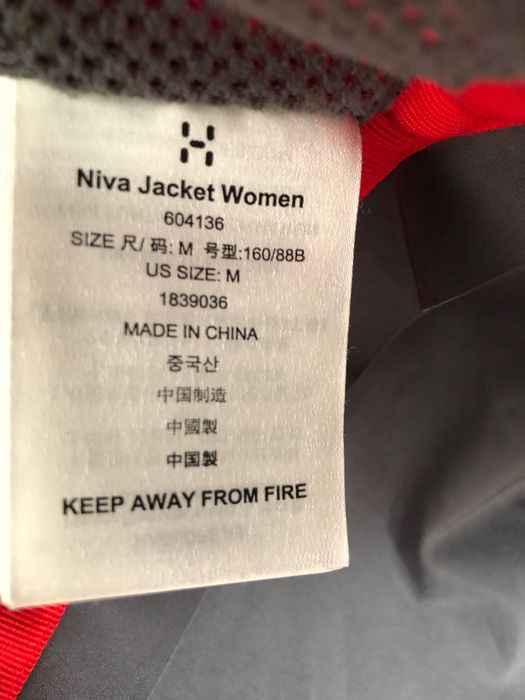 Niva Jacket Women
604136
SIZE 尺/ 码: M 号型:160/88B
US SIZE: M
1839036
MADE IN CHINA
중국산
中国制造
中國製
中国製
KEEP AWAY FROM FIRE